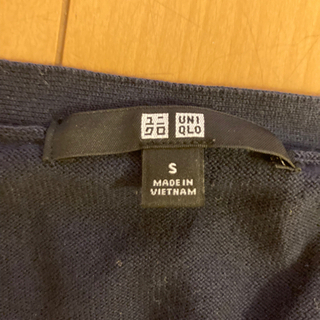 ユニ UNI
クロ QLO
S
MADE IN
VIETNAM